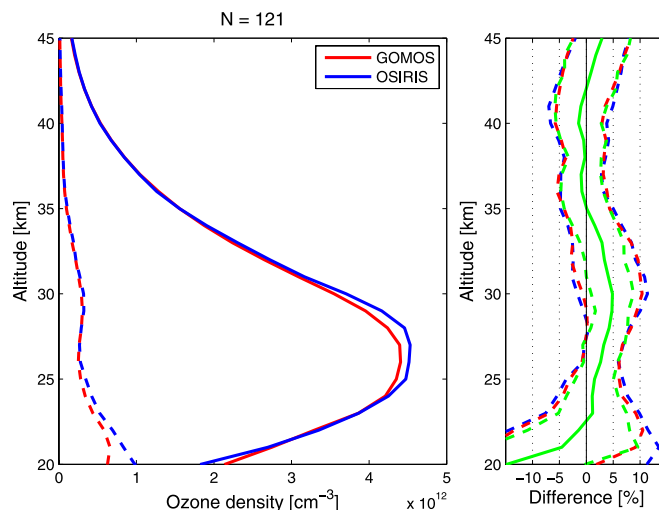 N = 121
45
40
35
30
25
20
Altitude [km]
GOMOS
OSIRIS
0
1
2
3
4
5
Ozone density [cm⁻³]
x 10¹²
45
40
35
30
25
20
Altitude [km]
−10
−5
0
5
10
Difference [%]